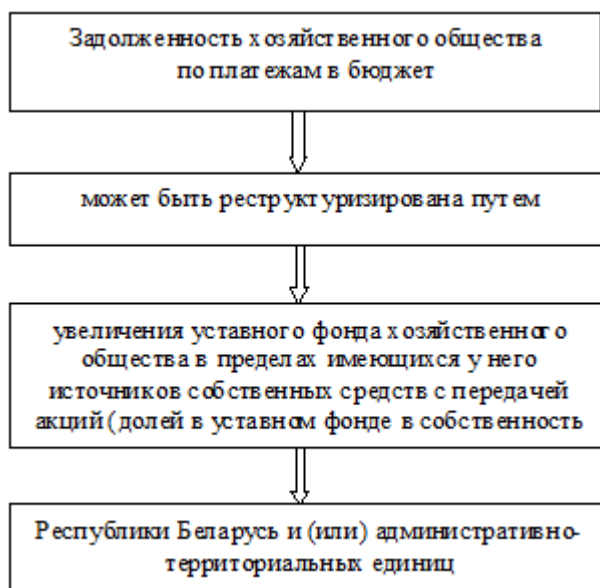 Задолженность хозяйственного общества
по платежам в бюджет
может быть реструктуризирована путем
увеличения уставного фонда хозяйственного
общества в пределах имеющихся у него
источников собственных средств с передачей
акций (долей в уставном фонде в собственность
Республики Беларусь и (или) административно-
территориальных единиц